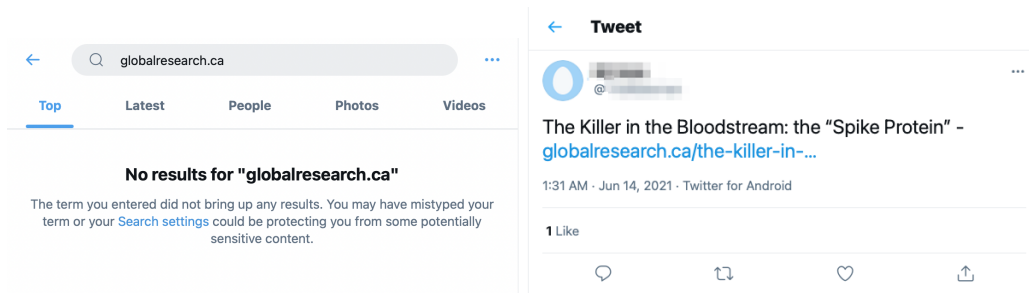 globalresearch.ca
Top Latest People Photos Videos
No results for "globalresearch.ca"
The term you entered did not bring up any results. You may have mistyped your
term or your Search settings could be protecting you from some potentially
sensitive content.
Tweet
@
The Killer in the Bloodstream: the “Spike Protein” -
globalresearch.ca/the-killer-in-...
1:31 AM · Jun 14, 2021 · Twitter for Android
1 Like